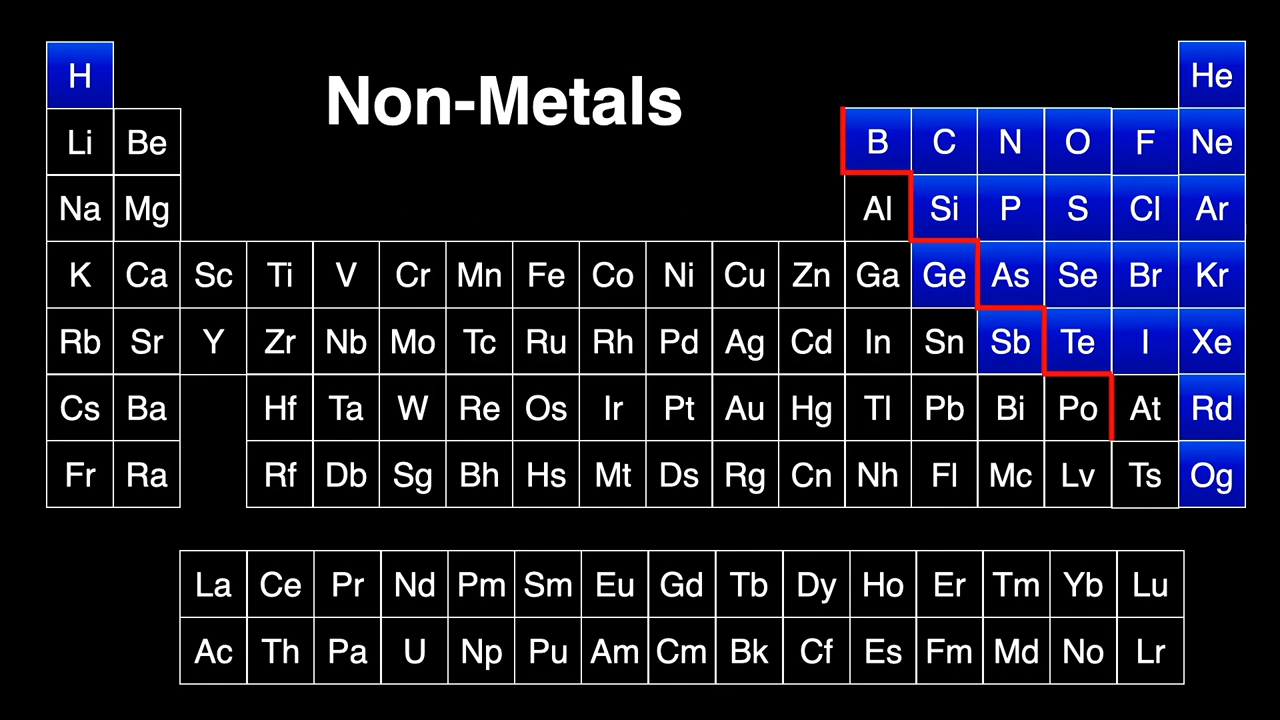 H He
Non-Metals
Li Be B C N O F Ne
Na Mg Al Si P S Cl Ar
K Ca Sc Ti V Cr Mn Fe Co Ni Cu Zn Ga Ge As Se Br Kr
Rb Sr Y Zr Nb Mo Tc Ru Rh Pd Ag Cd In Sn Sb Te I Xe
Cs Ba Hf Ta W Re Os Ir Pt Au Hg Tl Pb Bi Po At Rd
Fr Ra Rf Db Sg Bh Hs Mt Ds Rg Cn Nh Fl Mc Lv Ts Og
La Ce Pr Nd Pm Sm Eu Gd Tb Dy Ho Er Tm Yb Lu
Ac Th Pa U Np Pu Am Cm Bk Cf Es Fm Md No Lr